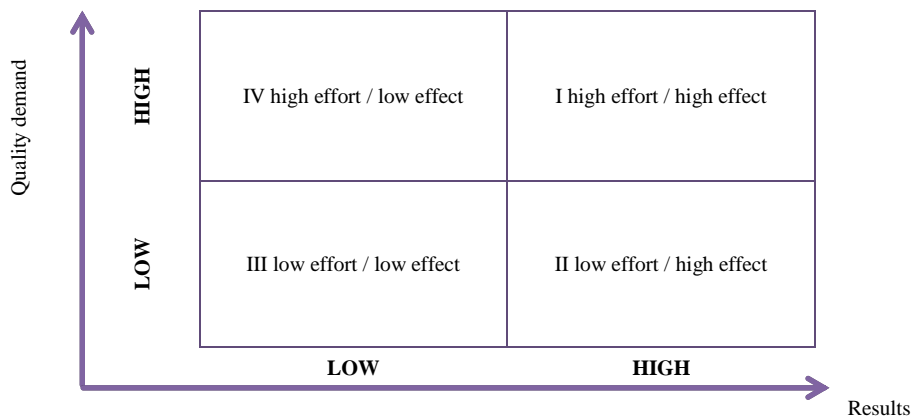 Quality demand
HIGH
IV high effort / low effect
I high effort / high effect
LOW
III low effort / low effect
II low effort / high effect
LOW
HIGH
Results